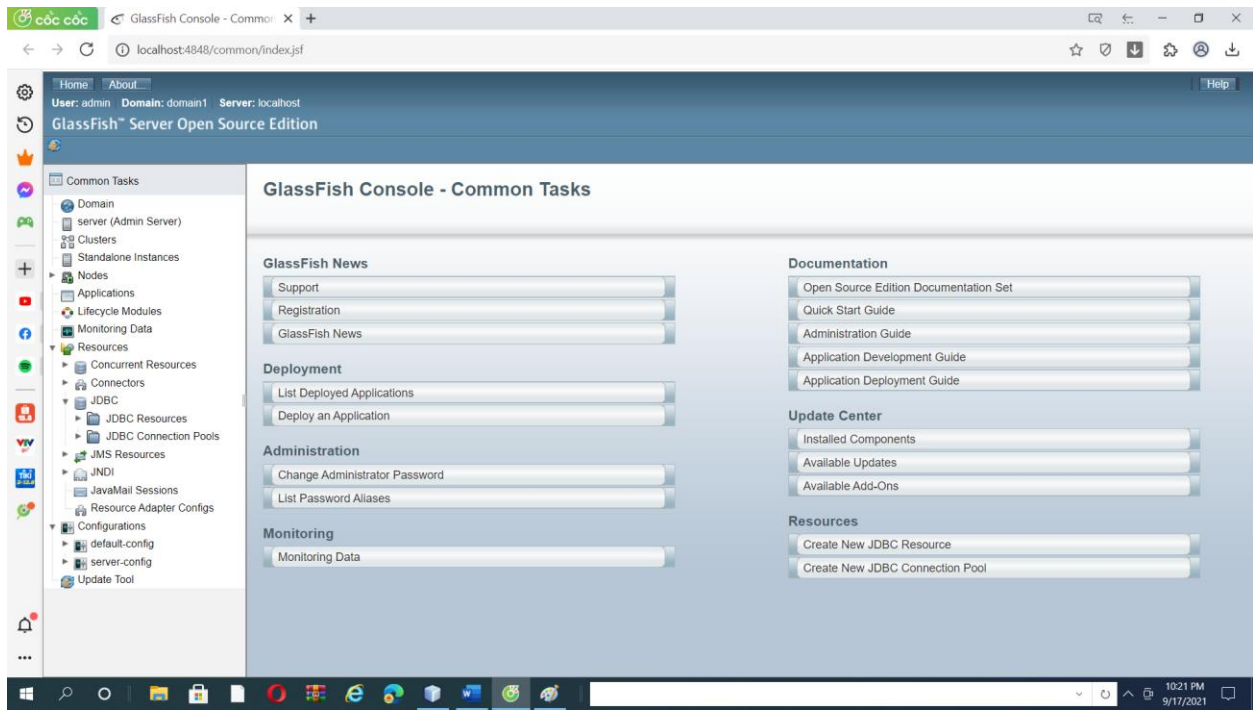 cốc cốc
GlassFish Console - Common
localhost:4848/common/index.jsf
Home About...
Help
User: admin Domain: domain1 Server: localhost
GlassFish™ Server Open Source Edition
Common Tasks
Domain
server (Admin Server)
Clusters
Standalone Instances
Nodes
Applications
Lifecycle Modules
Monitoring Data
Resources
Concurrent Resources
Connectors
JDBC
JDBC Resources
JDBC Connection Pools
JMS Resources
JNDI
JavaMail Sessions
Resource Adapter Configs
Configurations
default-config
server-config
Update Tool
GlassFish Console - Common Tasks
GlassFish News
Support
Registration
GlassFish News
Deployment
List Deployed Applications
Deploy an Application
Administration
Change Administrator Password
List Password Aliases
Monitoring
Monitoring Data
Documentation
Open Source Edition Documentation Set
Quick Start Guide
Administration Guide
Application Development Guide
Application Deployment Guide
Update Center
Installed Components
Available Updates
Available Add-Ons
Resources
Create New JDBC Resource
Create New JDBC Connection Pool
VTV
TIKI
10:21 PM
9/17/2021